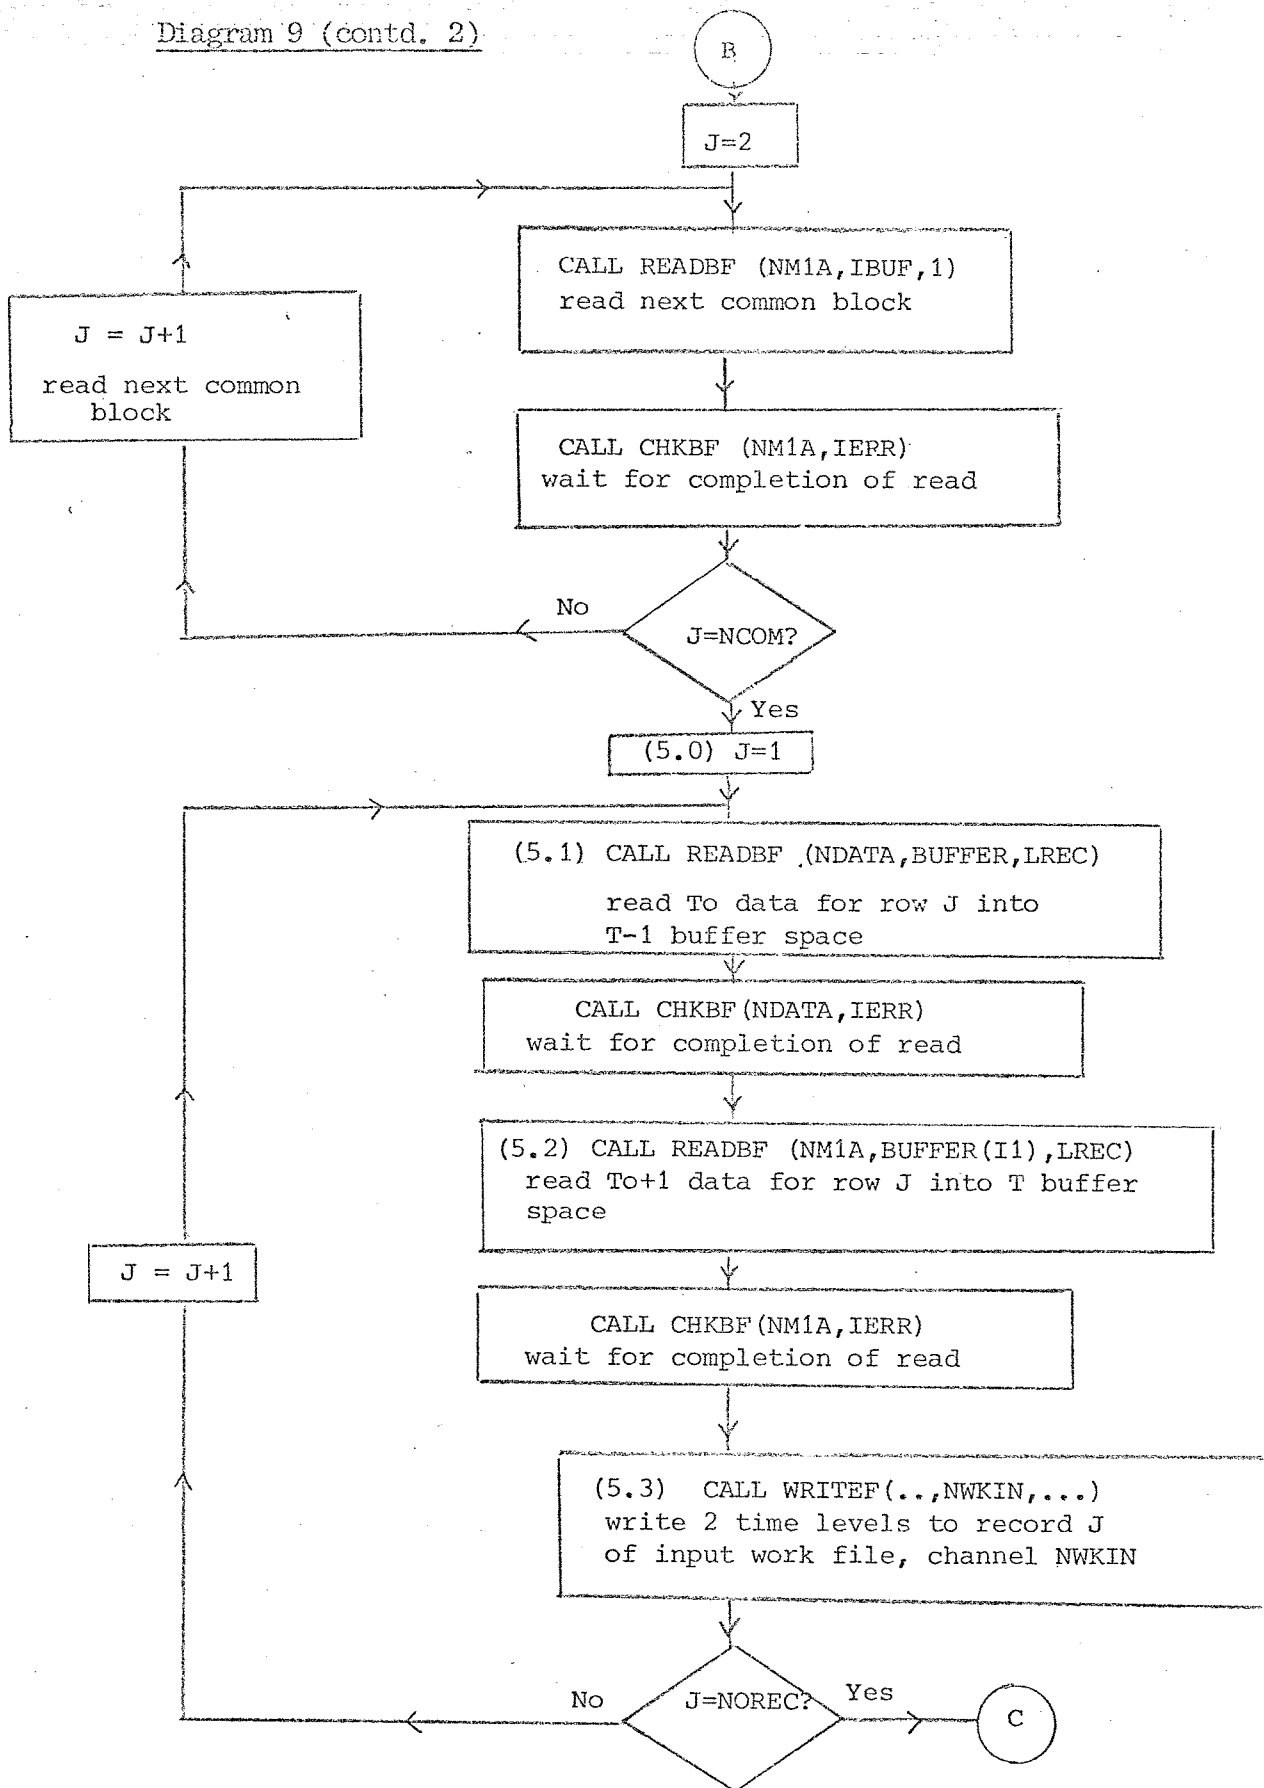 Diagram 9 (contd. 2)
B
J=2
CALL READBF (NM1A,IBUF,1)
read next common block
J = J+1
read next common
block
CALL CHKBF (NM1A,IERR)
wait for completion of read
No
J=NCOM?
Yes
(5.0) J=1
(5.1) CALL READBF (NDATA,BUFFER,LREC)
read To data for row J into
T-1 buffer space
CALL CHKBF(NDATA,IERR)
wait for completion of read
(5.2) CALL READBF (NM1A,BUFFER(I1),LREC)
read To+1 data for row J into T buffer
space
J = J+1
CALL CHKBF(NM1A,IERR)
wait for completion of read
(5.3) CALL WRITEF(..,NWKIN,...)
write 2 time levels to record J
of input work file, channel NWKIN
No
J=NOREC?
Yes
C